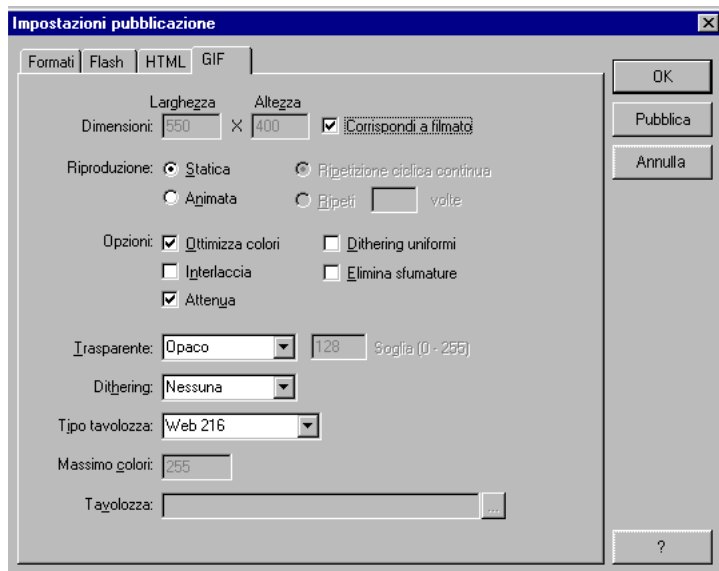 Impostazioni pubblicazione
Formati Flash HTML GIF
OK
Pubblica
Annulla
Larghezza Altezza
Dimensioni: 550 X 400 Corrispondi a filmato
Riproduzione: Statica Ripetizione ciclica continua
Animata Ripeti volte
Opzioni: Ottimizza colori Dithering uniformi
Interlaccia Elimina sfumature
Attenua
Trasparente: Opaco 128 Soglia (0 - 255)
Dithering: Nessuna
Tipo tavolozza: Web 216
Massimo colori: 255
Tavolozza: ...
?